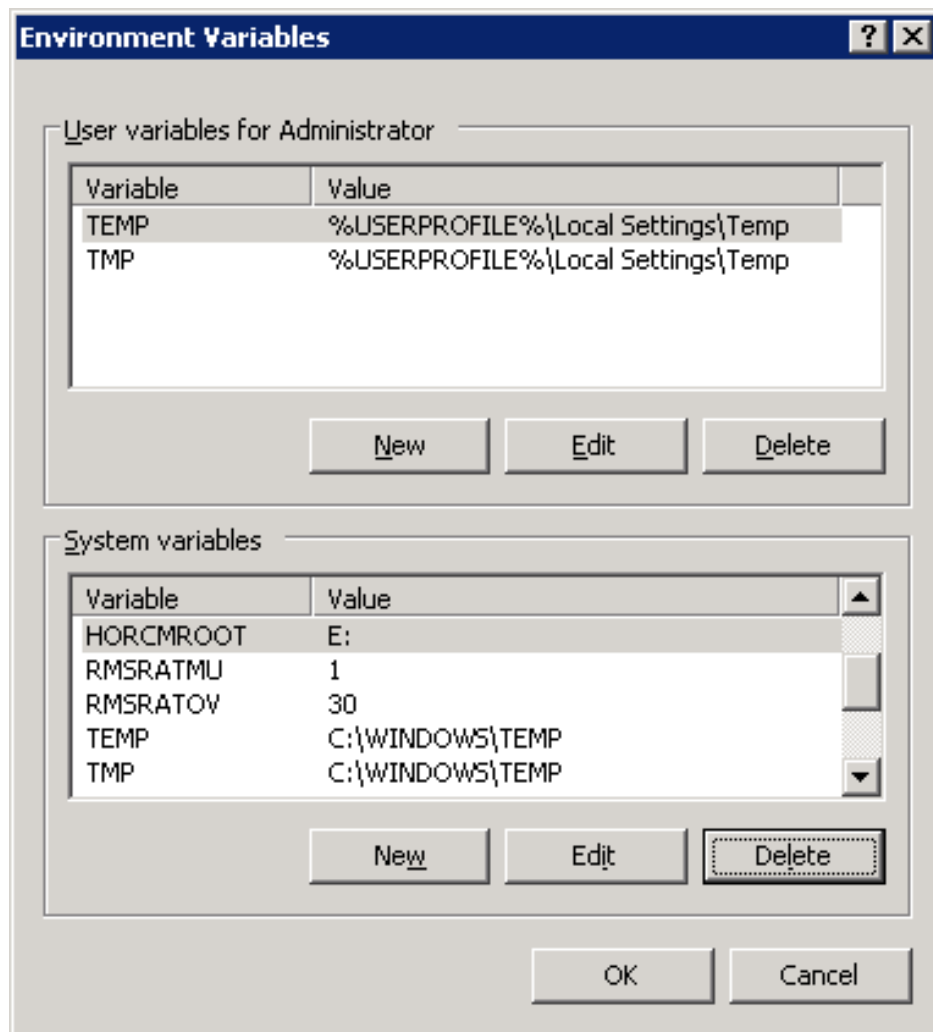 Environment Variables
User variables for Administrator
Variable Value
TEMP %USERPROFILE%\Local Settings\Temp
TMP %USERPROFILE%\Local Settings\Temp
New Edit Delete
System variables
Variable Value
HORCMROOT E:
RMSRATMU 1
RMSRATOV 30
TEMP C:\WINDOWS\TEMP
TMP C:\WINDOWS\TEMP
New Edit Delete
OK Cancel